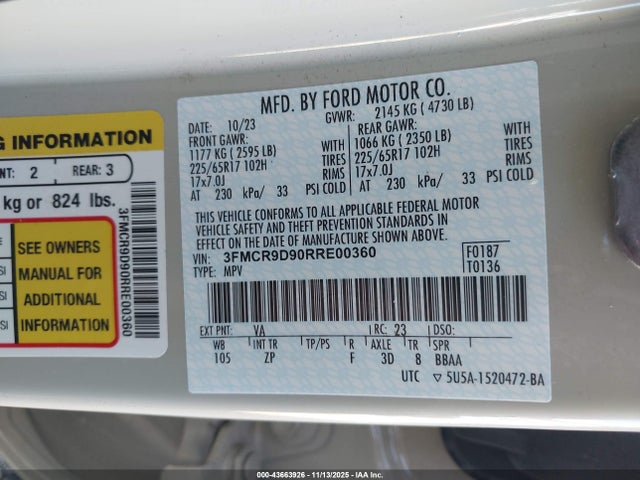 G INFORMATION
NT: 2 REAR: 3
kg or 824 lbs.
SEE OWNERS
MANUAL FOR
ADDITIONAL
INFORMATION
SI
SI
SI
3FMCR9D90RRE00360
MFD. BY FORD MOTOR CO.
DATE: 10/23 GVWR: 2145 KG ( 4730 LB)
FRONT GAWR: REAR GAWR:
1177 KG ( 2595 LB) WITH 1066 KG ( 2350 LB) WITH
225/65R17 102H TIRES 225/65R17 102H TIRES
17x7.0J RIMS 17x7.0J RIMS
AT 230 kPa/ 33 PSI COLD AT 230 kPa/ 33 PSI COLD
THIS VEHICLE CONFORMS TO ALL APPLICABLE FEDERAL MOTOR
VEHICLE SAFETY, BUMPER, AND THEFT PREVENTION STANDARDS IN
EFFECT ON THE DATE OF MANUFACTURE SHOWN ABOVE.
VIN: 3FMCR9D90RRE00360 F0187
TYPE: MPV T0136
EXT PNT: VA RC: 23 DSO:
WB INT TR TP/PS R AXLE TR SPR
105 ZP F 3D 8 BBAA
UTC ▽ 5U5A-1520472-BA
000-43663926 - 11/13/2025 - IAA Inc.